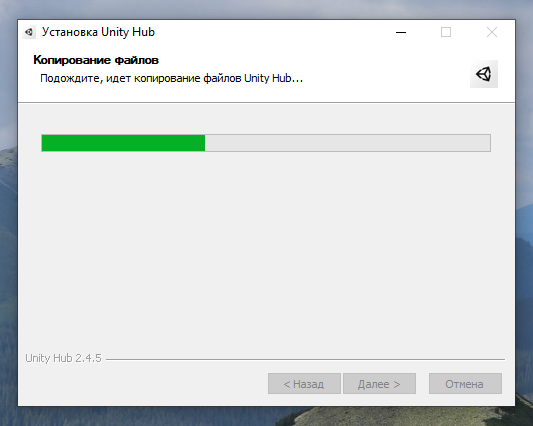 Установка Unity Hub
Копирование файлов
Подождите, идет копирование файлов Unity Hub...
Unity Hub 2.4.5
< Назад
Далее >
Отмена